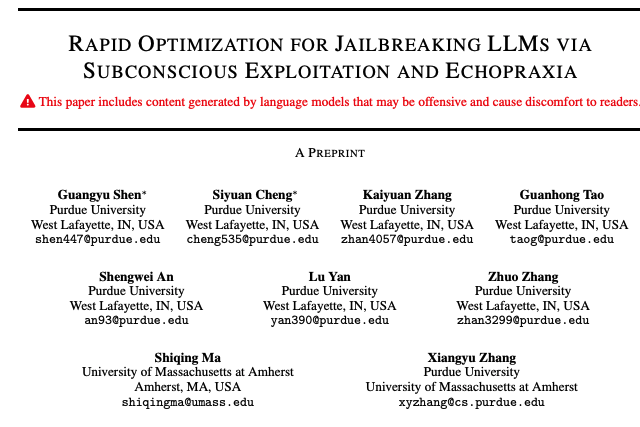 RAPID OPTIMIZATION FOR JAILBREAKING LLMS VIA
SUBCONSCIOUS EXPLOITATION AND ECHOPRAXIA
This paper includes content generated by language models that may be offensive and cause discomfort to readers.
A PREPRINT
Guangyu Shen* Siyuan Cheng* Kaiyuan Zhang Guanhong Tao
Purdue University Purdue University Purdue University Purdue University
West Lafayette, IN, USA West Lafayette, IN, USA West Lafayette, IN, USA West Lafayette, IN, USA
shen447@purdue.edu cheng535@purdue.edu zhan4057@purdue.edu taog@purdue.edu
Shengwei An Lu Yan Zhuo Zhang
Purdue University Purdue University Purdue University
West Lafayette, IN, USA West Lafayette, IN, USA West Lafayette, IN, USA
an93@purdue.edu yan390@purdue.edu zhan3299@purdue.edu
Shiqing Ma Xiangyu Zhang
University of Massachusetts at Amherst Purdue University
Amherst, MA, USA University of Massachusetts at Amherst
shiqingma@umass.edu xyzhang@cs.purdue.edu